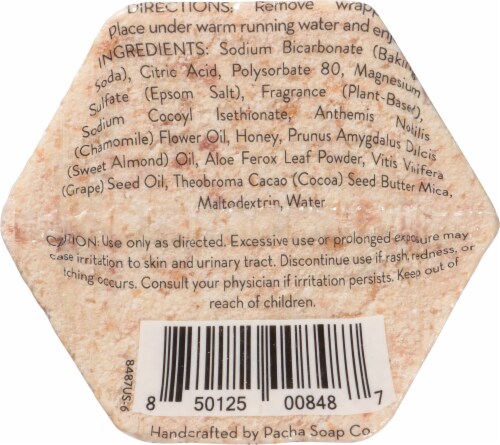 DIRECTIONS: Remove
Place under warm running water and
INGREDIENTS: Sodium Bicarbonate (Baking
Soda), Citric Acid, Polysorbate 80, Magnesium
Sulfate (Epsom Salt), Fragrance (Plant-Based),
Sodium Cocoyl Isethionate, Anthemis Nobilis
(Chamomile) Flower Oil, Honey, Prunus Amygdalus Dulcis
(Sweet Almond) Oil, Aloe Ferox Leaf Powder, Vitis Vinifera
(Grape) Seed Oil, Theobroma Cacao (Cocoa) Seed Butter Mica,
Maltodextrin, Water
CAUTION: Use only as directed. Excessive use or prolonged exposure may
case irritation to skin and urinary tract. Discontinue use if rash, redness, or
itching occurs. Consult your physician if irritation persists. Keep out of
reach of children.
8487US-6
8 50125 00848 7
Handcrafted by Pacha Soap Co.